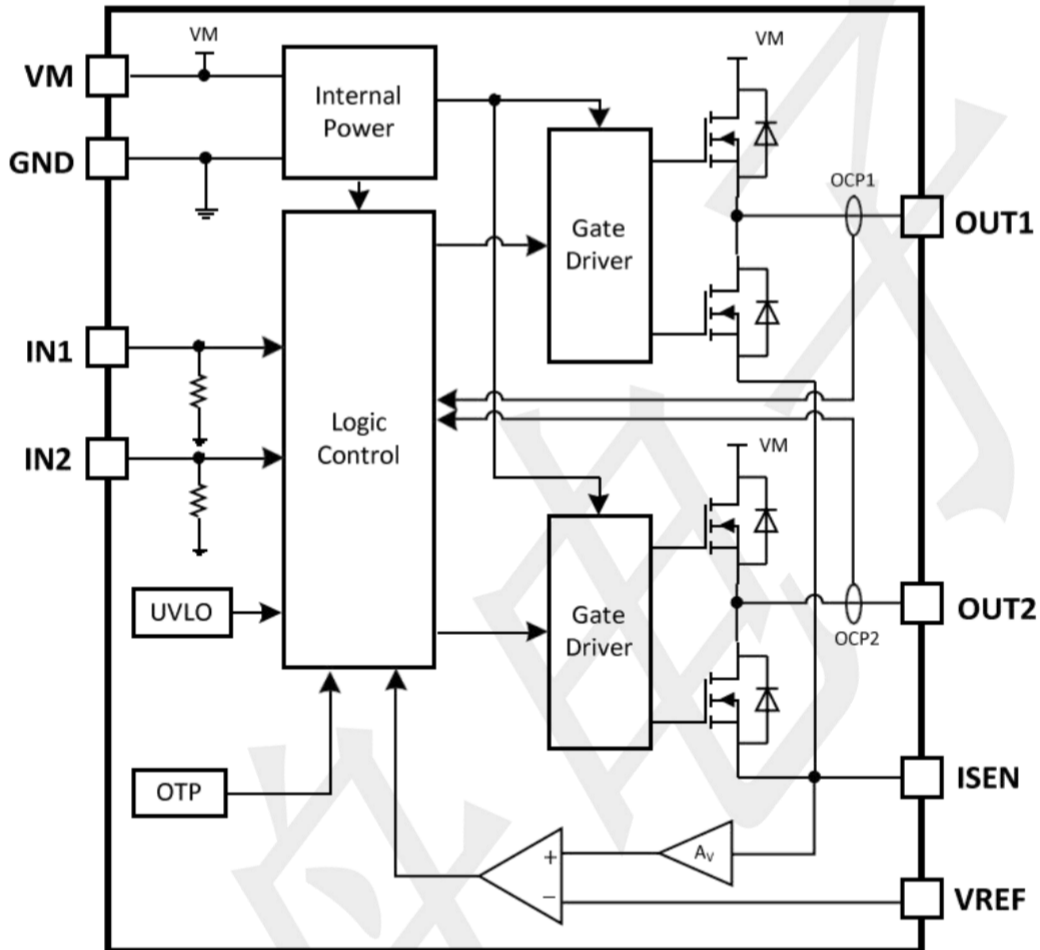 VM
VM
VM
Internal
Power
GND
OCP1
OUT1
Gate
Driver
IN1
Logic
Control
IN2
VM
UVLO
Gate
Driver
OUT2
OCP2
OTP
ISEN
+
AV
−
VREF